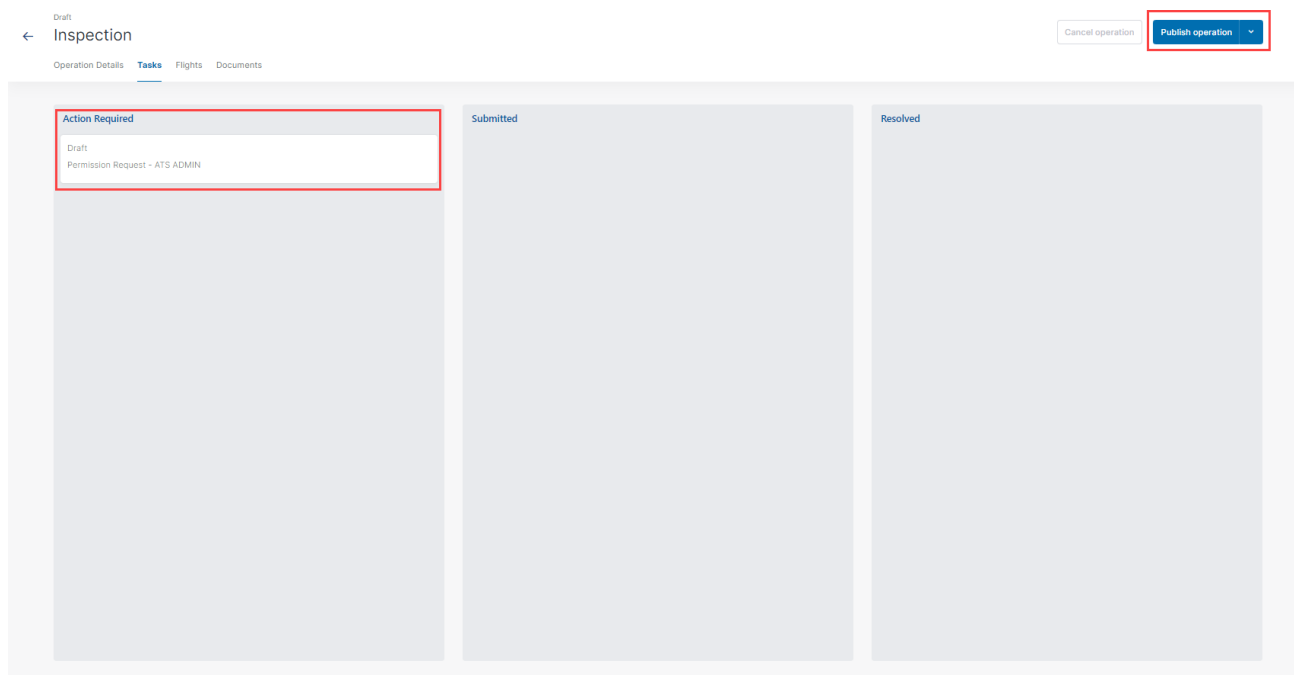 Draft
Inspection
Cancel operation
Publish operation
Operation Details Tasks Flights Documents
Action Required
Draft
Permission Request - ATS ADMIN
Submitted
Resolved